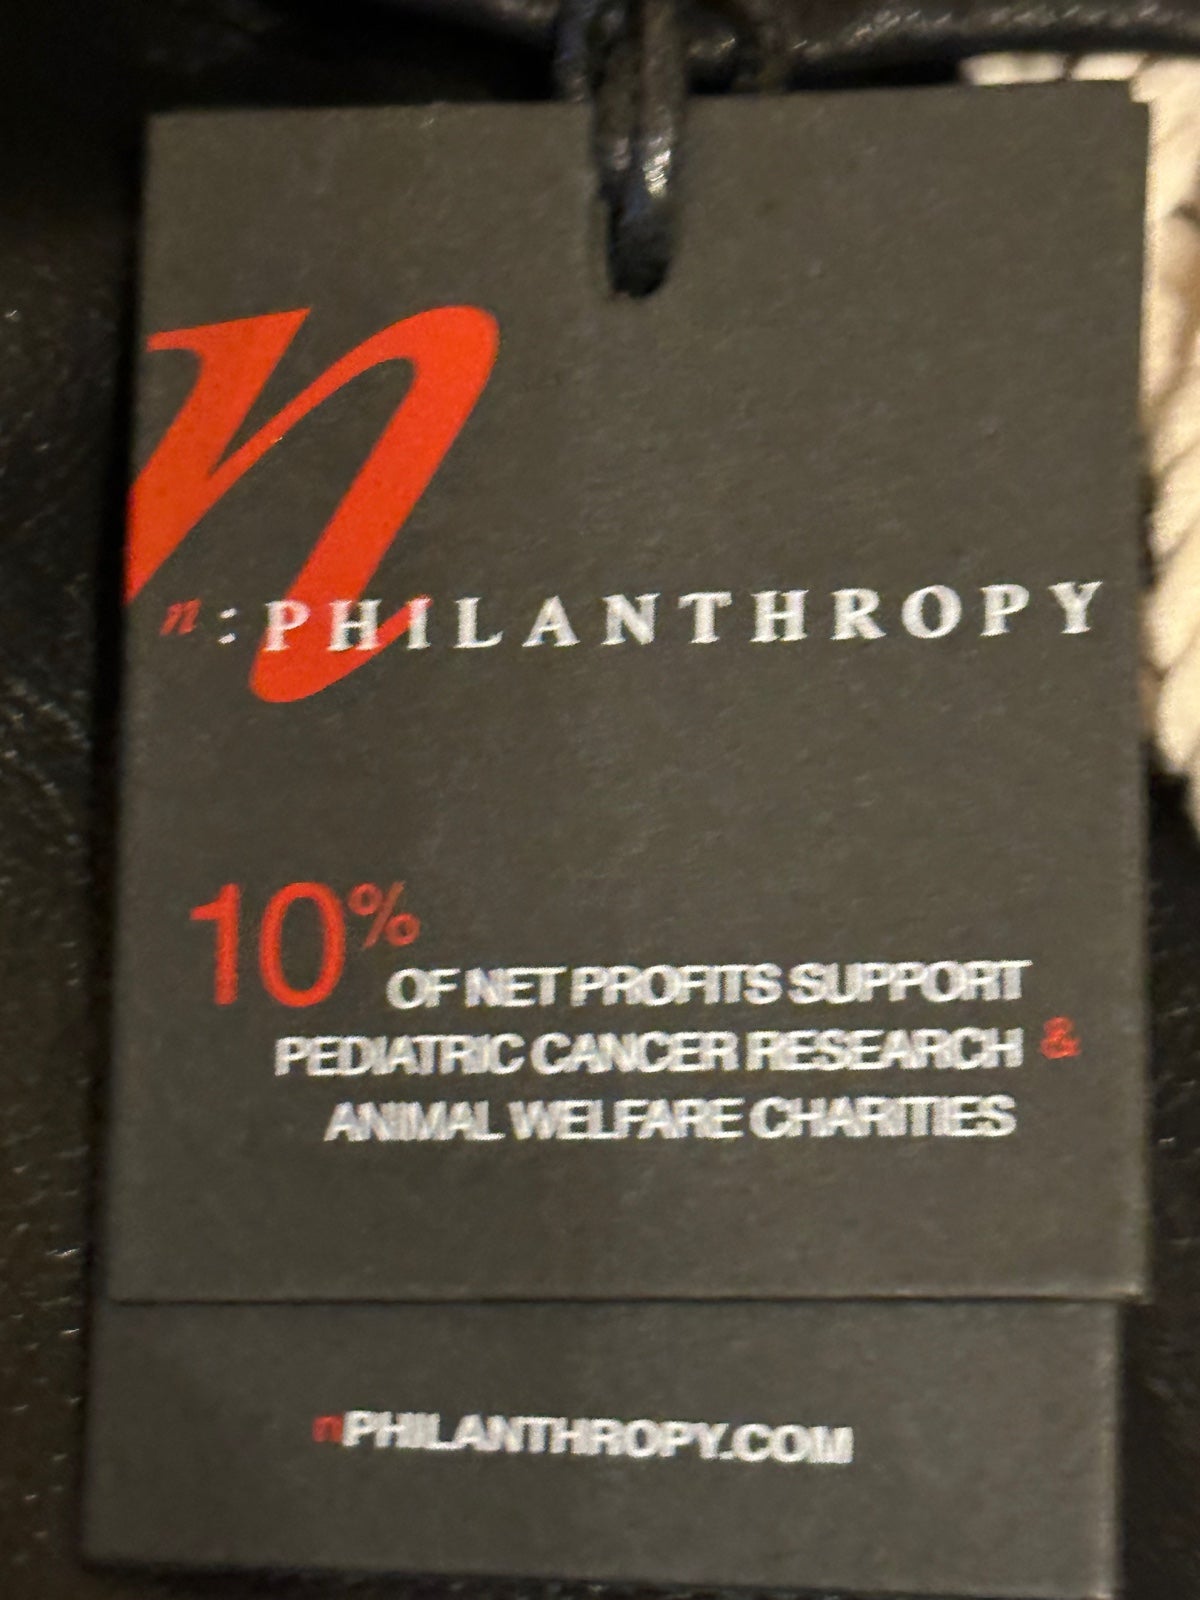 n
n:PHILANTHROPY
10%
OF NET PROFITS SUPPORT
PEDIATRIC CANCER RESEARCH &
ANIMAL WELFARE CHARITIES
nPHILANTHROPY.COM